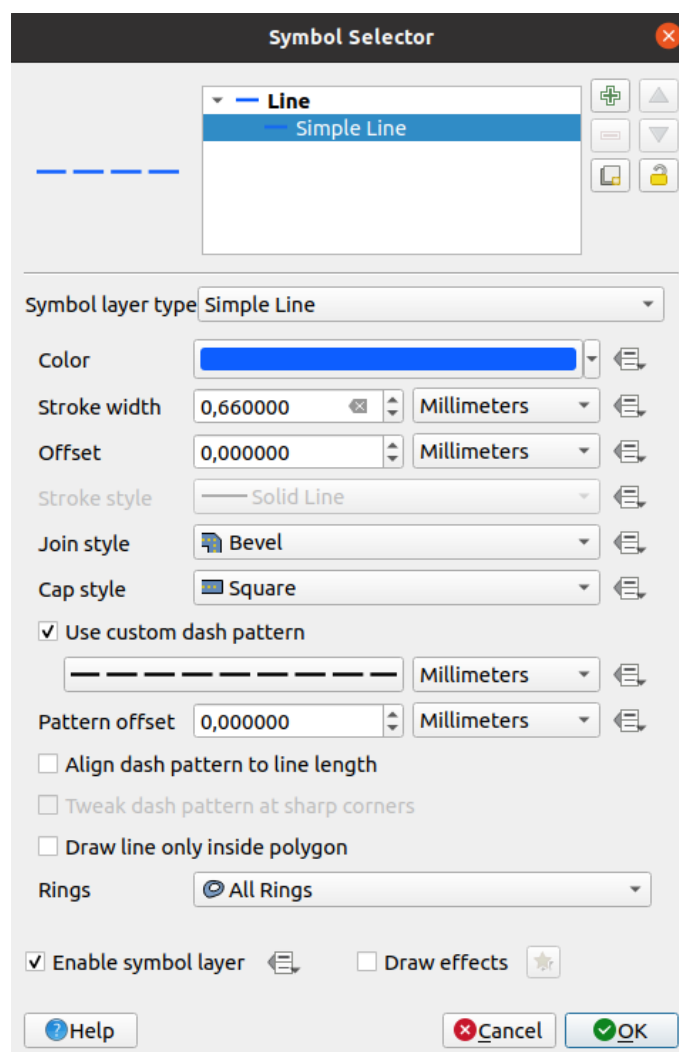 Symbol Selector
Line
Simple Line
Symbol layer type Simple Line
Color
Stroke width 0,660000 Millimeters
Offset 0,000000 Millimeters
Stroke style Solid Line
Join style Bevel
Cap style Square
Use custom dash pattern
Millimeters
Pattern offset 0,000000 Millimeters
Align dash pattern to line length
Tweak dash pattern at sharp corners
Draw line only inside polygon
Rings All Rings
Enable symbol layer Draw effects
Help Cancel OK